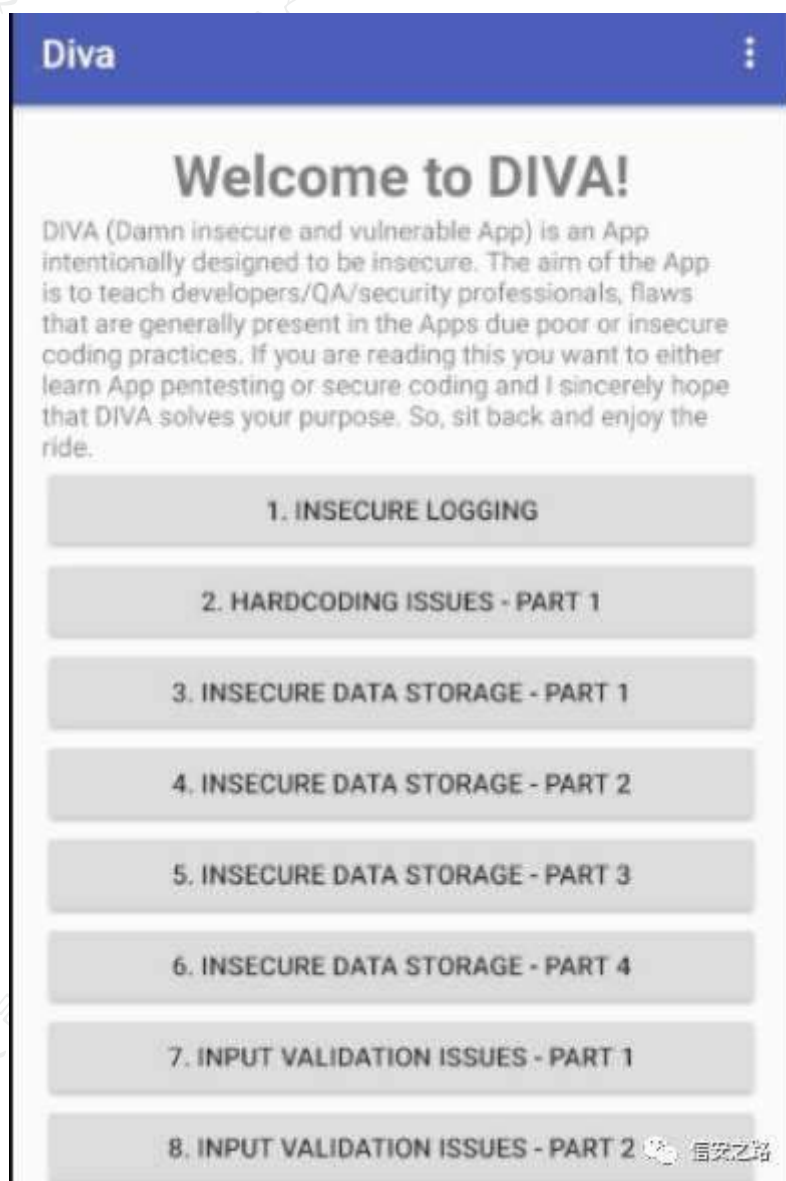 Diva
Welcome to DIVA!
DIVA (Damn insecure and vulnerable App) is an App
intentionally designed to be insecure. The aim of the App
is to teach developers/QA/security professionals, flaws
that are generally present in the Apps due poor or insecure
coding practices. If you are reading this you want to either
learn App pentesting or secure coding and I sincerely hope
that DIVA solves your purpose. So, sit back and enjoy the
ride.
1. INSECURE LOGGING
2. HARDCODING ISSUES - PART 1
3. INSECURE DATA STORAGE - PART 1
4. INSECURE DATA STORAGE - PART 2
5. INSECURE DATA STORAGE - PART 3
6. INSECURE DATA STORAGE - PART 4
7. INPUT VALIDATION ISSUES - PART 1
8. INPUT VALIDATION ISSUES - PART 2
信安之路